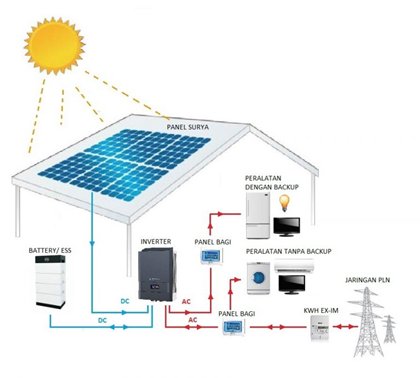 PANEL SURYA
PERALATAN
DENGAN BACKUP
BATTERY/ ESS
INVERTER
PANEL BAGI
PERALATAN TANPA BACKUP
JARINGAN PLN
DC
AC
DC
AC
PANEL BAGI
KWH EX-IM